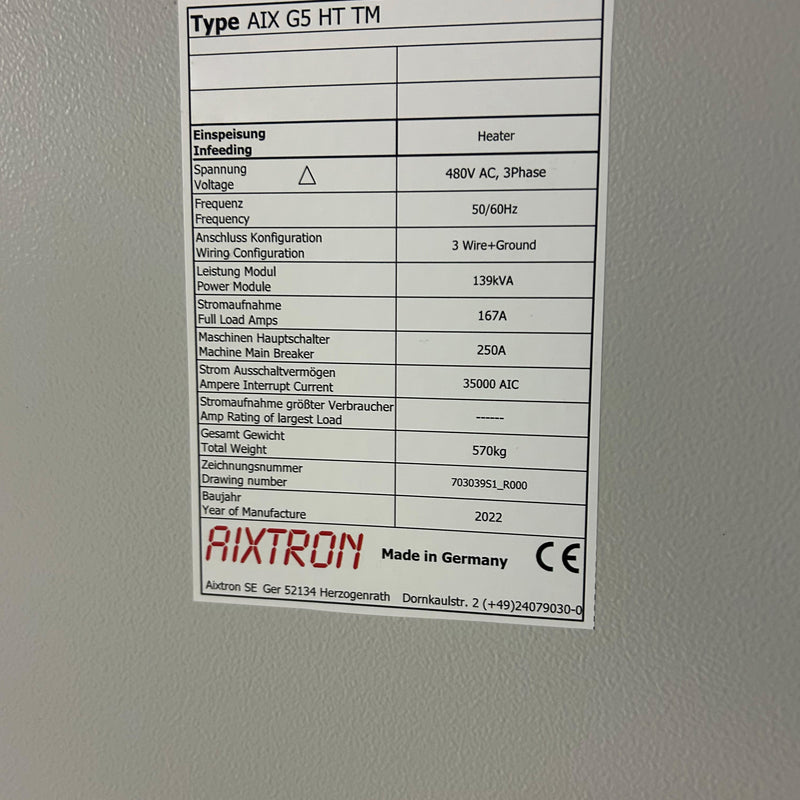 Type AIX G5 HT TM
Einspeisung
Infeeding
Heater
Spannung
Voltage
480V AC, 3Phase
Frequenz
Frequency
50/60Hz
Anschluss Konfiguration
Wiring Configuration
3 Wire+Ground
Leistung Modul
Power Module
139kVA
Stromaufnahme
Full Load Amps
167A
Maschinen Hauptschalter
Machine Main Breaker
250A
Strom Ausschaltvermögen
Ampere Interrupt Current
35000 AIC
Stromaufnahme größter Verbraucher
Amp Rating of largest Load
------
Gesamt Gewicht
Total Weight
570kg
Zeichnungsnummer
Drawing number
703039S1_R000
Baujahr
Year of Manufacture
2022
AIXTRON Made in Germany CE
Aixtron SE Ger 52134 Herzogenrath Dornkaulstr. 2 (+49)24079030-0